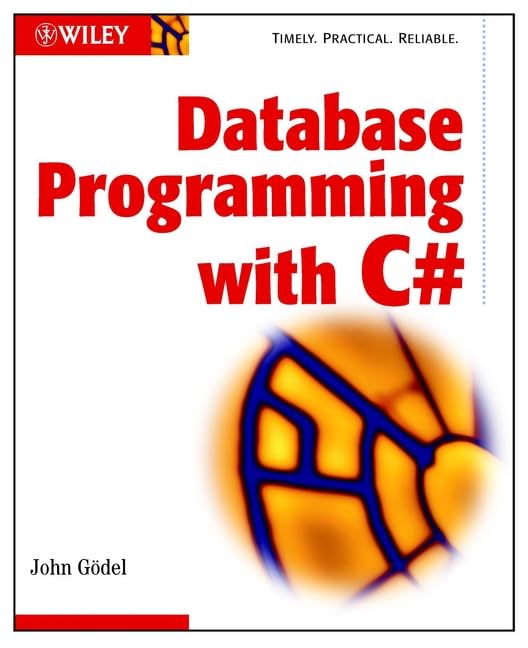 WILEY
TIMELY. PRACTICAL. RELIABLE.
Database
Programming
with C#
John Gödel